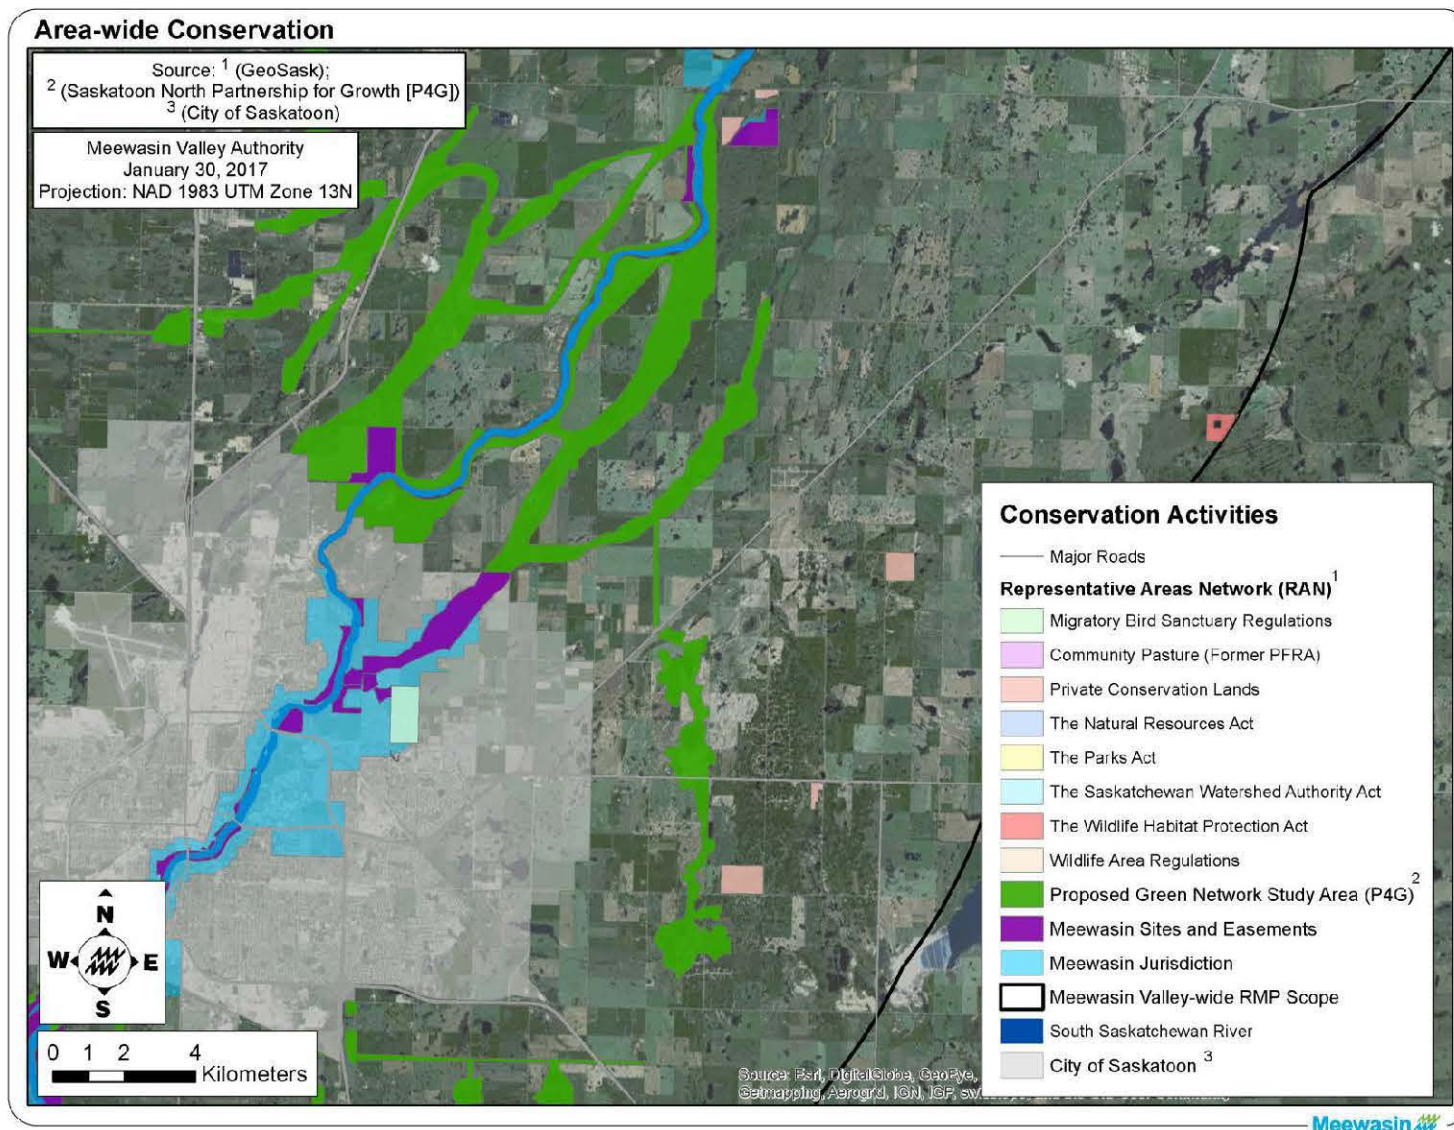 Area-wide Conservation
Source: 1 (GeoSask);
2 (Saskatoon North Partnership for Growth [P4G])
3 (City of Saskatoon)
Meewasin Valley Authority
January 30, 2017
Projection: NAD 1983 UTM Zone 13N
Conservation Activities
Major Roads
Representative Areas Network (RAN)1
Migratory Bird Sanctuary Regulations
Community Pasture (Former PFRA)
Private Conservation Lands
The Natural Resources Act
The Parks Act
The Saskatchewan Watershed Authority Act
The Wildlife Habitat Protection Act
Wildlife Area Regulations
Proposed Green Network Study Area (P4G)2
Meewasin Sites and Easements
Meewasin Jurisdiction
Meewasin Valley-wide RMP Scope
South Saskatchewan River
City of Saskatoon 3
N
W E
S
0 1 2 4
Kilometers
Source: Esri, DigitalGlobe, GeoEye,
Getmapping, Aerogrid, IGN, IGP,
Meewasin